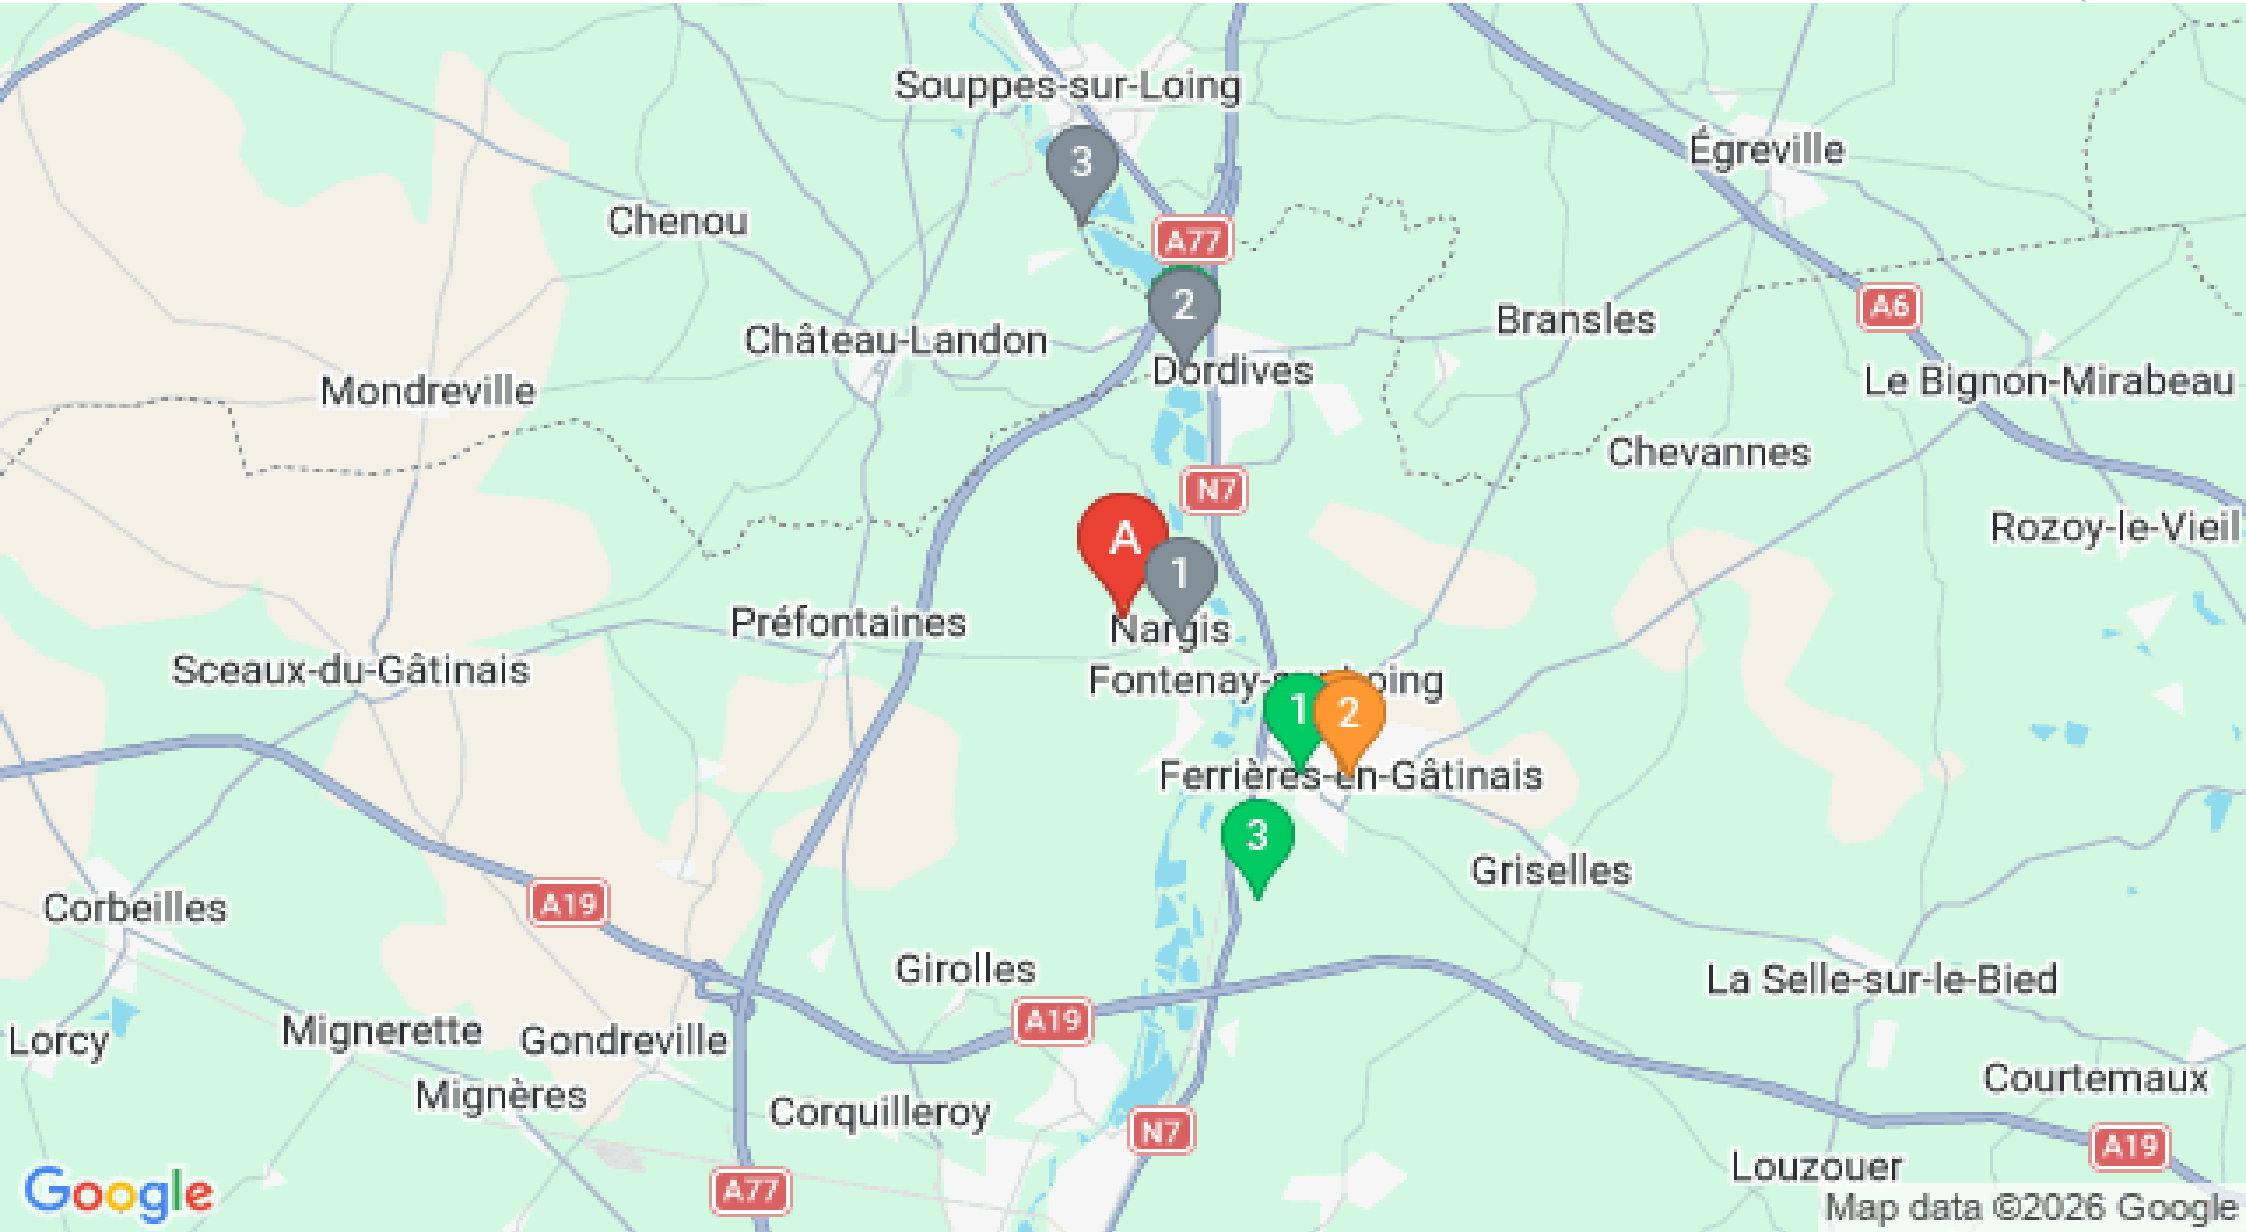 Souppes-sur-Loing
Égreville
3
Chenou
A77
2
A6
Bransles
Château-Landon
Dordives
Mondreville
Le Bignon-Mirabeau
Chevannes
N7
Rozoy-le-Vieil
A
1
Préfontaines
Nargis
Sceaux-du-Gâtinais
Fontenay-sur-Loing
1
2
Ferrières-en-Gâtinais
3
Griselles
A19
Corbeilles
Girolles
La Selle-sur-le-Bied
A19
Mignerette
Gondreville
Lorcy
Courtemaux
Mignères
Corquilleroy
N7
A19
Louzouer
A77
Google
Map data ©2026 Google